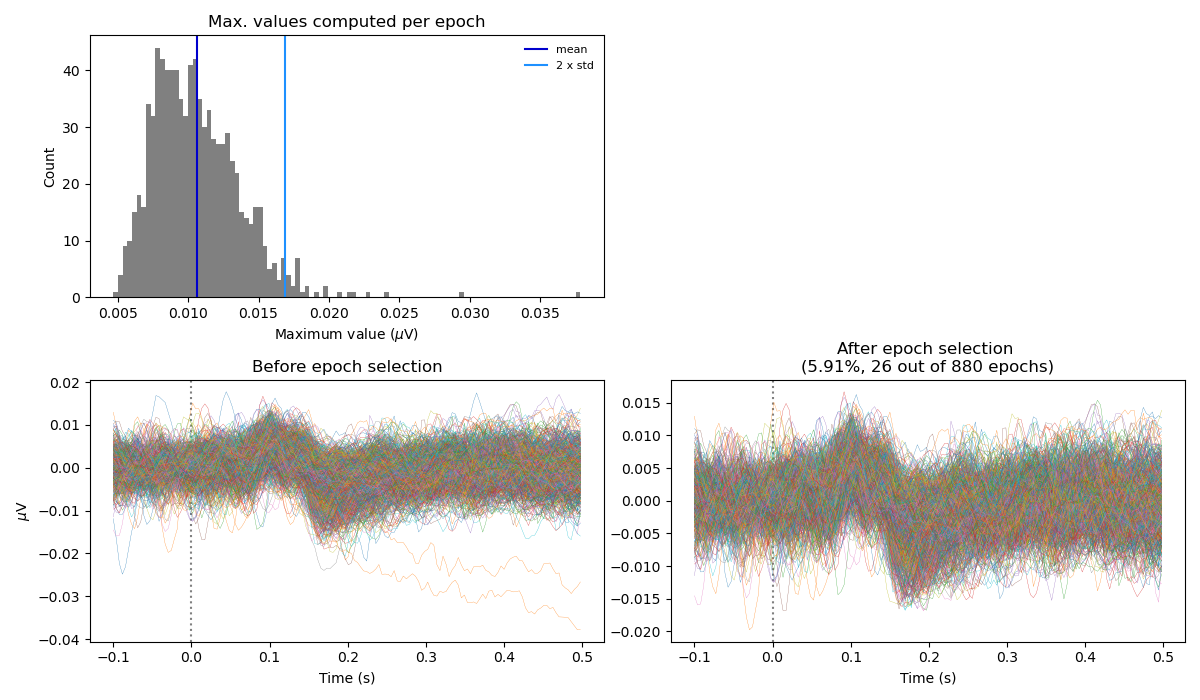 Max. values computed per epoch
mean
2 x std
Count
40
30
20
10
0
0.005 0.010 0.015 0.020 0.025 0.030 0.035
Maximum value (μV)
Before epoch selection
μV
0.02
0.01
0.00
−0.01
−0.02
−0.03
−0.04
−0.1 0.0 0.1 0.2 0.3 0.4 0.5
Time (s)
After epoch selection
(5.91%, 26 out of 880 epochs)
0.015
0.010
0.005
0.000
−0.005
−0.010
−0.015
−0.020
−0.1 0.0 0.1 0.2 0.3 0.4 0.5
Time (s)